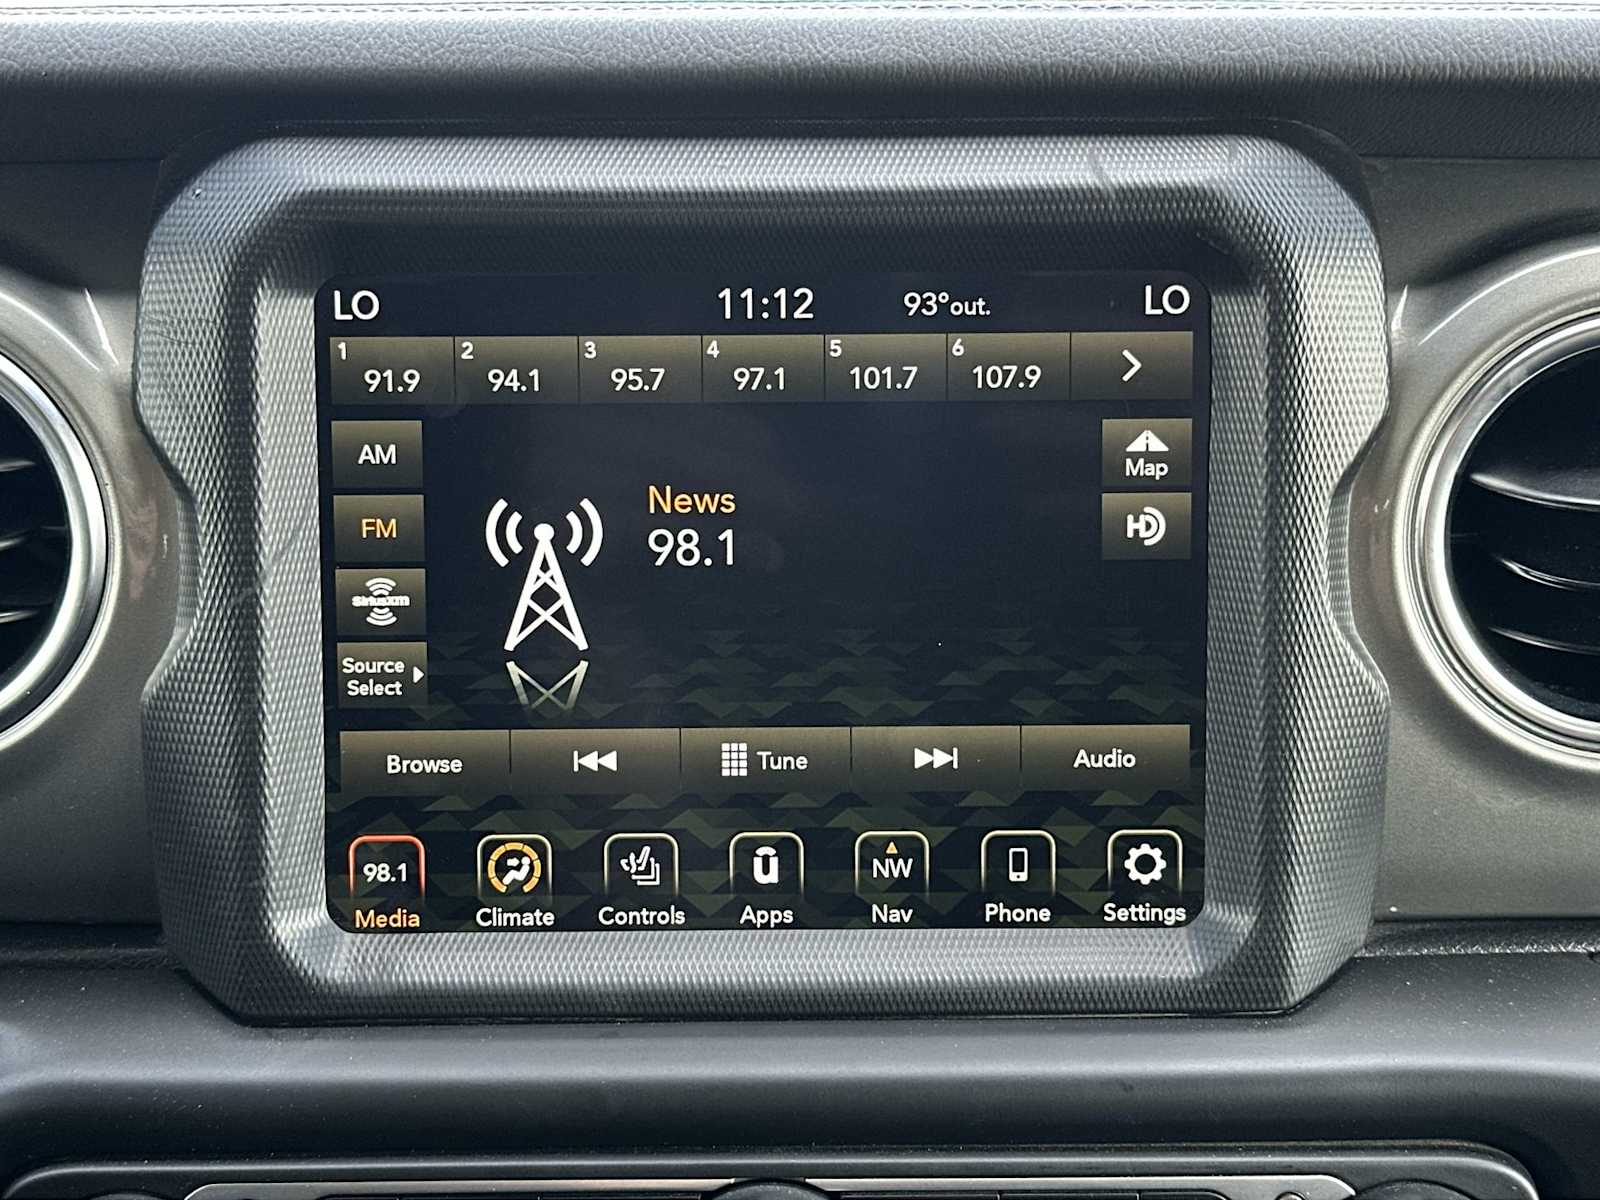 LO 11:12 93° out. LO
1 2 3 4 5 6
91.9 94.1 95.7 97.1 101.7 107.9
AM
Map
News
FM
98.1
HD
SiriusXM
Source
Select
Browse Tune Audio
98.1 NW
Media Climate Controls Apps Nav Phone Settings